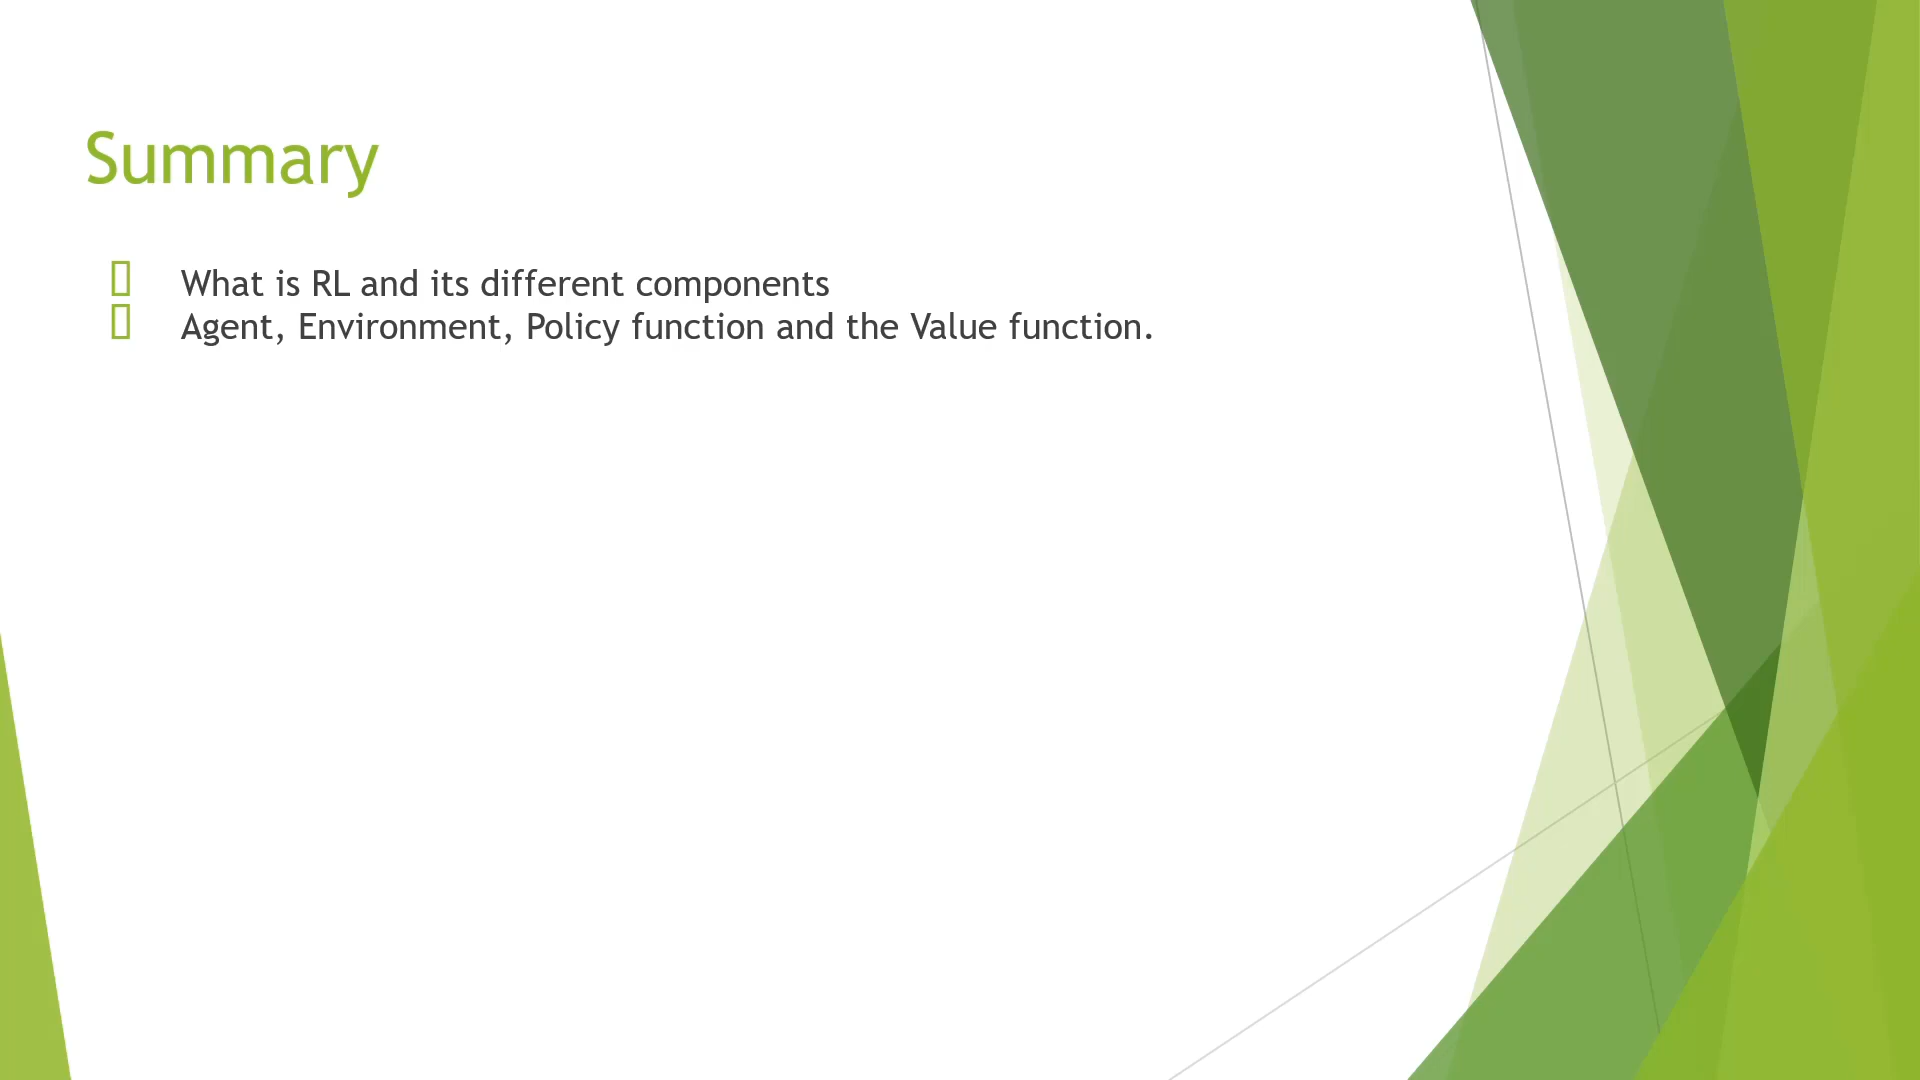 Summary
What is RL and its different components
Agent, Environment, Policy function and the Value function.